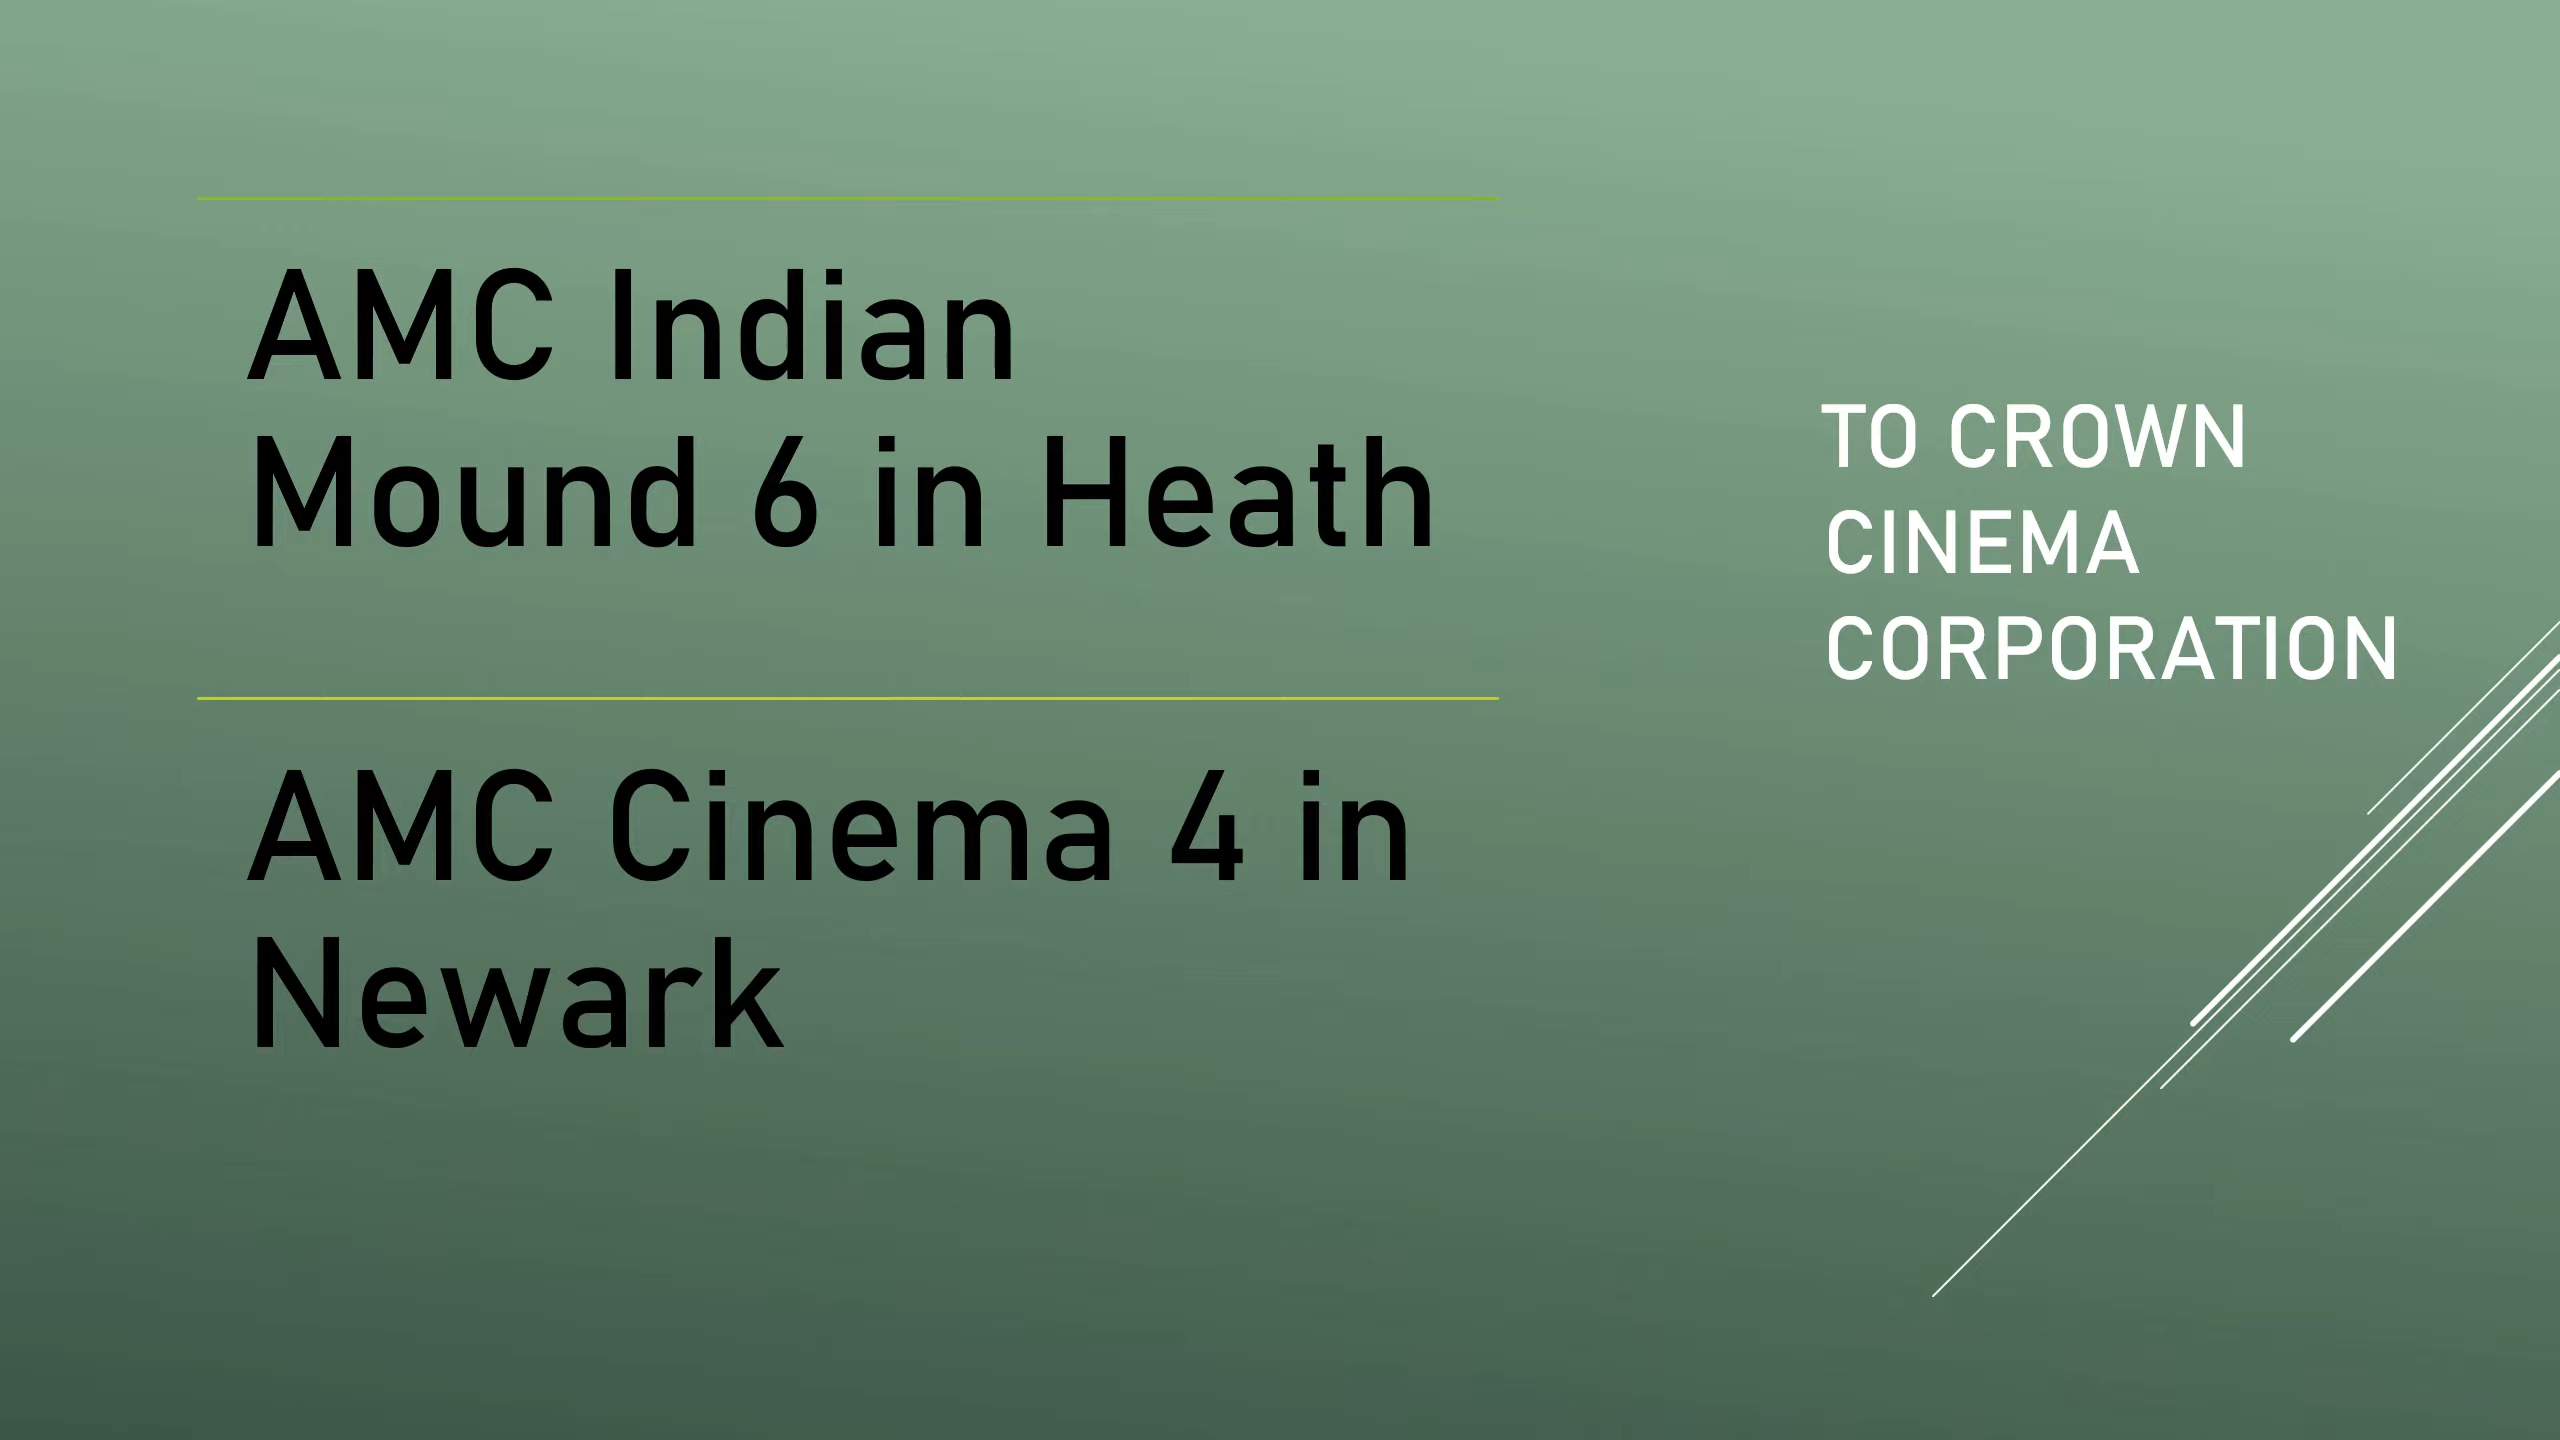 AMC Indian
Mound 6 in Heath
AMC Cinema 4 in
Newark
TO CROWN
CINEMA
CORPORATION